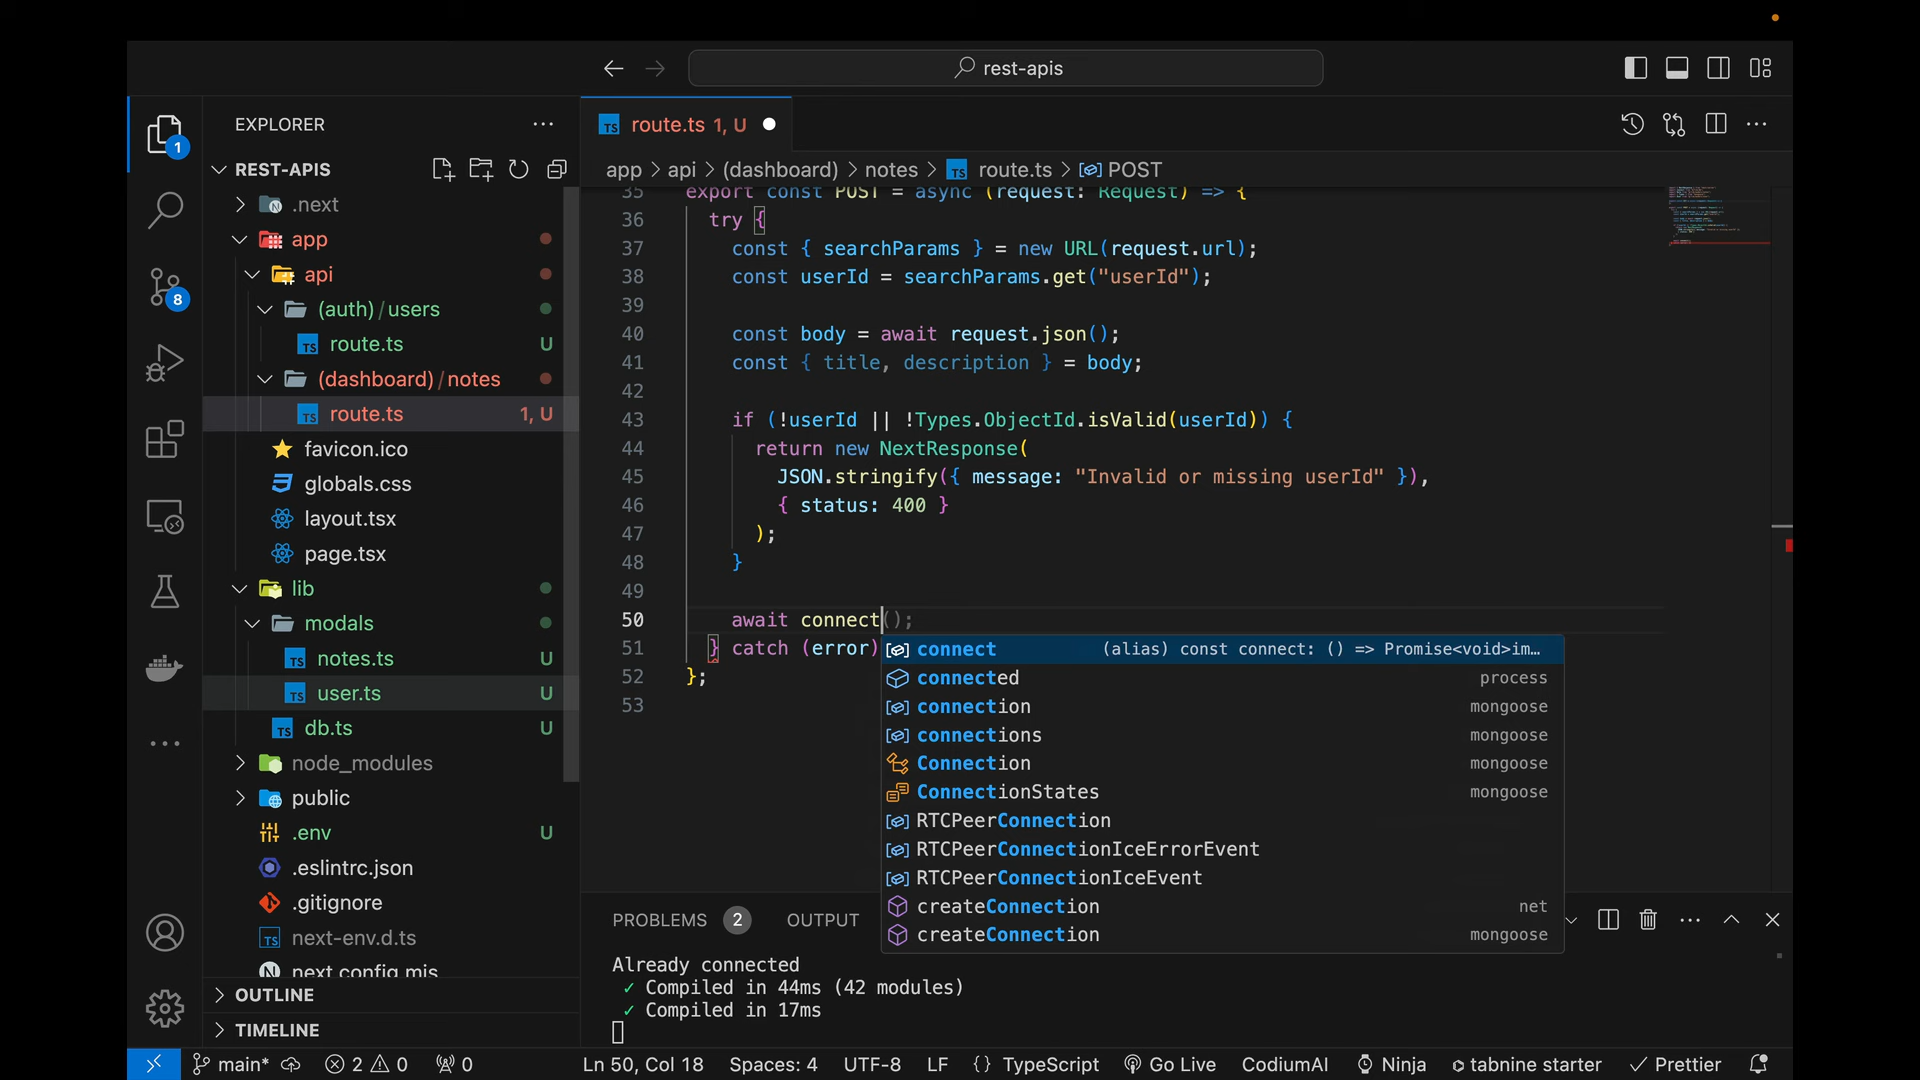 rest-apis
EXPLORER
route.ts 1, U
1
REST-APIS
app > api > (dashboard) > notes > route.ts > POST
.next
app
api
(auth)/users
route.ts U
(dashboard)/notes
route.ts 1, U
favicon.ico
globals.css
layout.tsx
page.tsx
lib
modals
notes.ts U
user.ts U
db.ts U
node_modules
public
.env U
.eslintrc.json
.gitignore
next-env.d.ts
next.config.mjs
OUTLINE
TIMELINE
8
35 export const POST = async (request: Request) => {
36 try {
37 const { searchParams } = new URL(request.url);
38 const userId = searchParams.get("userId");
39
40 const body = await request.json();
41 const { title, description } = body;
42
43 if (!userId || !Types.ObjectId.isValid(userId)) {
44 return new NextResponse(
45 JSON.stringify({ message: "Invalid or missing userId" }),
46 { status: 400 }
47 );
48 }
49
50 await connect();
51 } catch (error)
52 };
53
connect (alias) const connect: () => Promise<void>im…
connected process
connection mongoose
connections mongoose
Connection mongoose
ConnectionStates mongoose
RTCPeerConnection
RTCPeerConnectionIceErrorEvent
RTCPeerConnectionIceEvent
createConnection net
createConnection mongoose
PROBLEMS 2 OUTPUT
Already connected
✓ Compiled in 44ms (42 modules)
✓ Compiled in 17ms
main* 2 0 0 Ln 50, Col 18 Spaces: 4 UTF-8 LF {} TypeScript Go Live CodiumAI Ninja tabnine starter Prettier